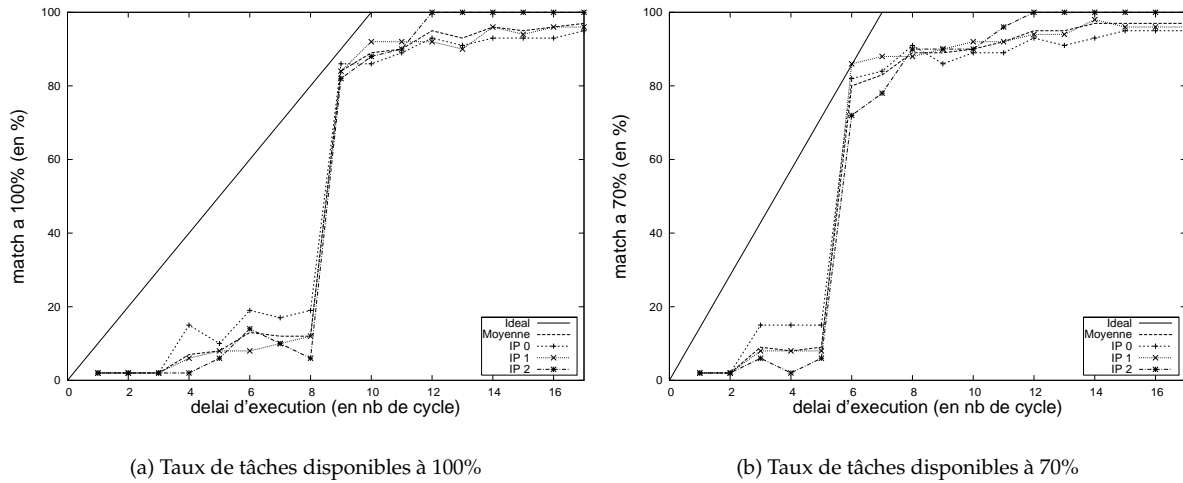 100
80
60
40
20
0
match a 100% (en %)
0 2 4 6 8 10 12 14 16
delai d'execution (en nb de cycle)
Ideal
Moyenne
IP 0
IP 1
IP 2
(a) Taux de tâches disponibles à 100%
100
80
60
40
20
0
match a 70% (en %)
0 2 4 6 8 10 12 14 16
delai d'execution (en nb de cycle)
Ideal
Moyenne
IP 0
IP 1
IP 2
(b) Taux de tâches disponibles à 70%